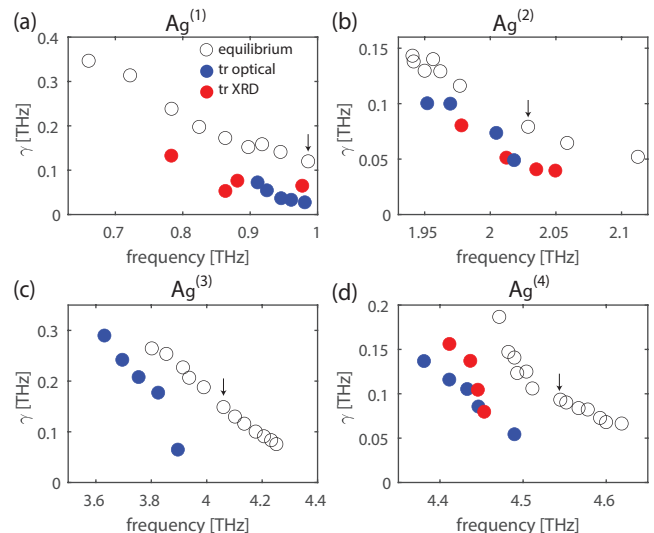 (a) Ag(1)
γ [THz]
0.4
0.3
0.2
0.1
0
0.7 0.8 0.9 1
frequency [THz]
equilibrium
tr optical
tr XRD
(b) Ag(2)
0.15
0.1
0.05
0
1.95 2 2.05 2.1
frequency [THz]
(c) Ag(3)
γ [THz]
0.3
0.2
0.1
0
3.6 3.8 4 4.2 4.4
frequency [THz]
(d) Ag(4)
γ [THz]
0.2
0.15
0.1
0.05
0
4.4 4.5 4.6
frequency [THz]